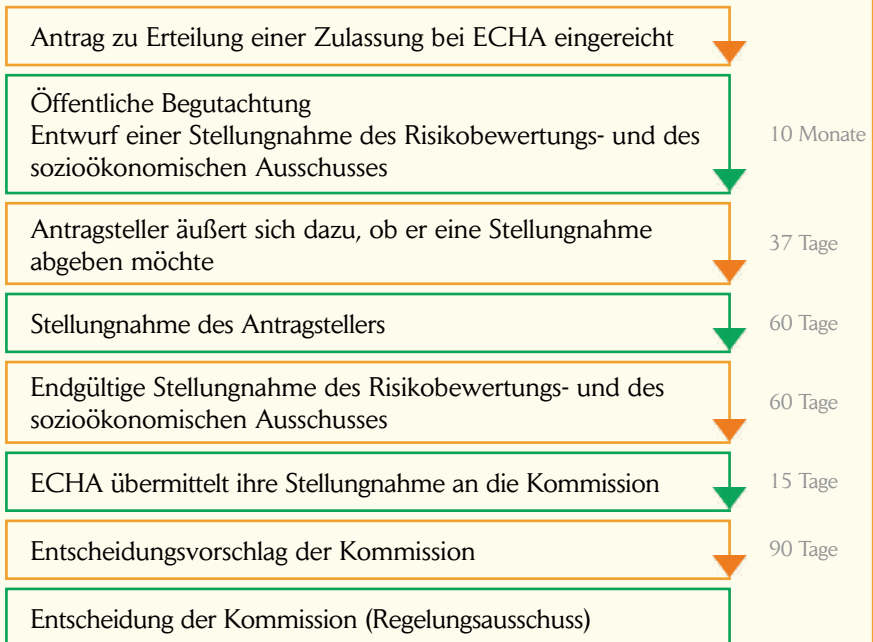 Antrag zu Erteilung einer Zulassung bei ECHA eingereicht
Öffentliche Begutachtung
Entwurf einer Stellungnahme des Risikobewertungs- und des
sozioökonomischen Ausschusses
10 Monate
Antragsteller äußert sich dazu, ob er eine Stellungnahme
abgeben möchte
37 Tage
Stellungnahme des Antragstellers
60 Tage
Endgültige Stellungnahme des Risikobewertungs- und des
sozioökonomischen Ausschusses
60 Tage
ECHA übermittelt ihre Stellungnahme an die Kommission
15 Tage
Entscheidungsvorschlag der Kommission
90 Tage
Entscheidung der Kommission (Regelungsausschuss)